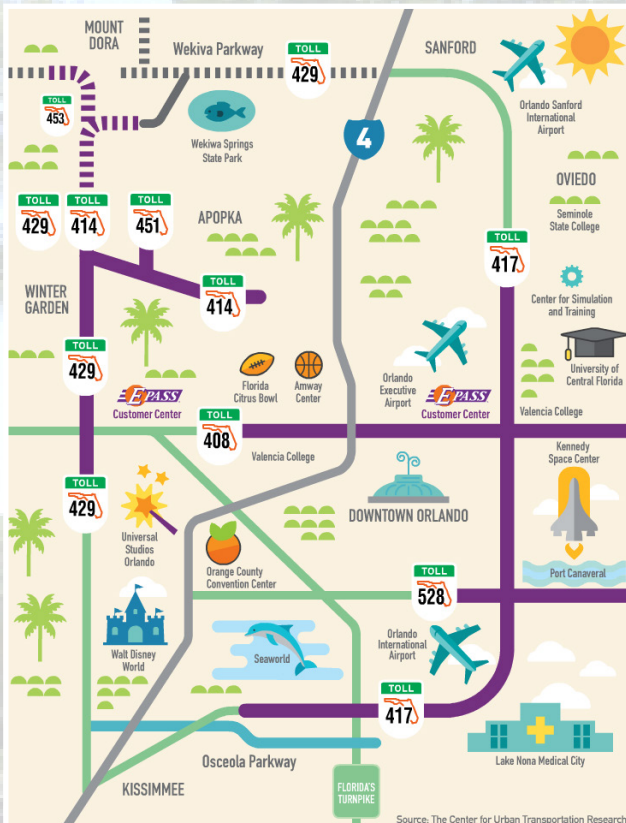 MOUNT
DORA
Wekiva Parkway
TOLL
429
SANFORD
Orlando Sanford
International
Airport
TOLL
453
Wekiwa Springs
State Park
4
OVIEDO
Seminole
State College
TOLL
429
TOLL
414
TOLL
451
APOPKA
TOLL
417
TOLL
414
WINTER
GARDEN
Center for Simulation
and Training
TOLL
429
Florida
Citrus Bowl
Amway
Center
Orlando
Executive
Airport
University of
Central Florida
E PASS
Customer Center
E PASS
Customer Center
Valencia College
TOLL
408
Valencia College
Kennedy
Space Center
TOLL
429
DOWNTOWN ORLANDO
Universal
Studios
Orlando
Orange County
Convention Center
Port Canaveral
TOLL
528
Walt Disney
World
Seaworld
Orlando
International
Airport
TOLL
417
Lake Nona Medical City
Osceola Parkway
KISSIMMEE
FLORIDA'S
TURNPIKE
Source: The Center for Urban Transportation Research